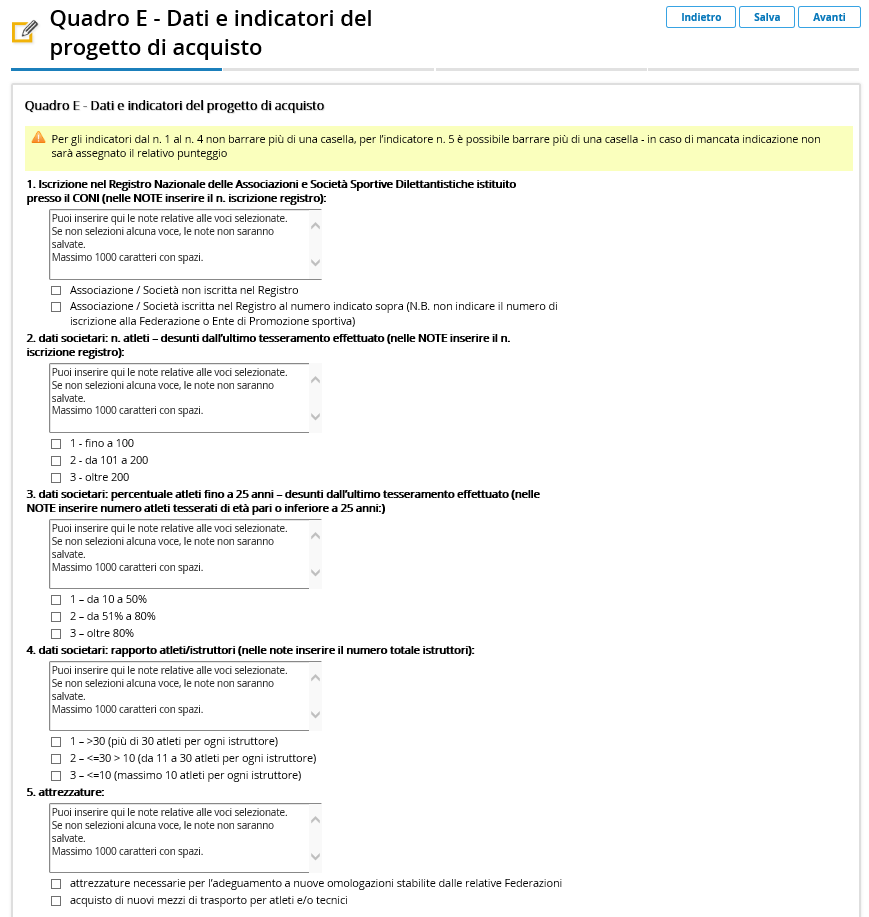 Quadro E - Dati e indicatori del
progetto di acquisto
Indietro
Salva
Avanti
Quadro E - Dati e indicatori del progetto di acquisto
Per gli indicatori dal n. 1 al n. 4 non barrare più di una casella, per l'indicatore n. 5 è possibile barrare più di una casella - in caso di mancata indicazione non
sarà assegnato il relativo punteggio
1. Iscrizione nel Registro Nazionale delle Associazioni e Società Sportive Dilettantistiche istituito
presso il CONI (nelle NOTE inserire il n. iscrizione registro):
Puoi inserire qui le note relative alle voci selezionate.
Se non selezioni alcuna voce, le note non saranno
salvate.
Massimo 1000 caratteri con spazi.
Associazione / Società non iscritta nel Registro
Associazione / Società iscritta nel Registro al numero indicato sopra (N.B. non indicare il numero di
iscrizione alla Federazione o Ente di Promozione sportiva)
2. dati societari: n. atleti – desunti dall'ultimo tesseramento effettuato (nelle NOTE inserire il n.
iscrizione registro):
Puoi inserire qui le note relative alle voci selezionate.
Se non selezioni alcuna voce, le note non saranno
salvate.
Massimo 1000 caratteri con spazi.
1 - fino a 100
2 - da 101 a 200
3 - oltre 200
3. dati societari: percentuale atleti fino a 25 anni – desunti dall'ultimo tesseramento effettuato (nelle
NOTE inserire numero atleti tesserati di età pari o inferiore a 25 anni:)
Puoi inserire qui le note relative alle voci selezionate.
Se non selezioni alcuna voce, le note non saranno
salvate.
Massimo 1000 caratteri con spazi.
1 – da 10 a 50%
2 – da 51% a 80%
3 – oltre 80%
4. dati societari: rapporto atleti/istruttori (nelle note inserire il numero totale istruttori):
Puoi inserire qui le note relative alle voci selezionate.
Se non selezioni alcuna voce, le note non saranno
salvate.
Massimo 1000 caratteri con spazi.
1 – >30 (più di 30 atleti per ogni istruttore)
2 – <=30 > 10 (da 11 a 30 atleti per ogni istruttore)
3 – <=10 (massimo 10 atleti per ogni istruttore)
5. attrezzature:
Puoi inserire qui le note relative alle voci selezionate.
Se non selezioni alcuna voce, le note non saranno
salvate.
Massimo 1000 caratteri con spazi.
attrezzature necessarie per l'adeguamento a nuove omologazioni stabilite dalle relative Federazioni
acquisto di nuovi mezzi di trasporto per atleti e/o tecnici